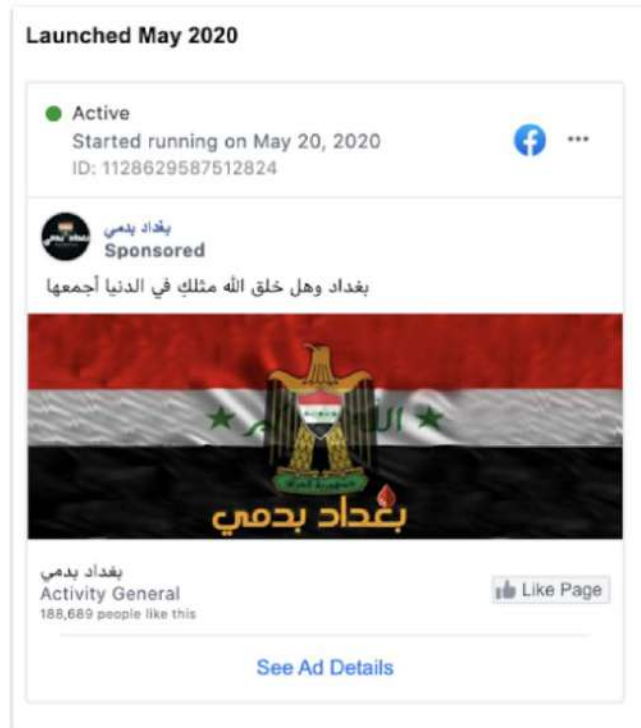 Launched May 2020
Active
Started running on May 20, 2020
ID: 1128629587512824
بغداد بدمي
Sponsored
بغداد وهل خلق الله مثلكِ في الدنيا أجمعها
الله
بغداد بدمي
بغداد بدمي
Activity General
188,689 people like this
Like Page
See Ad Details